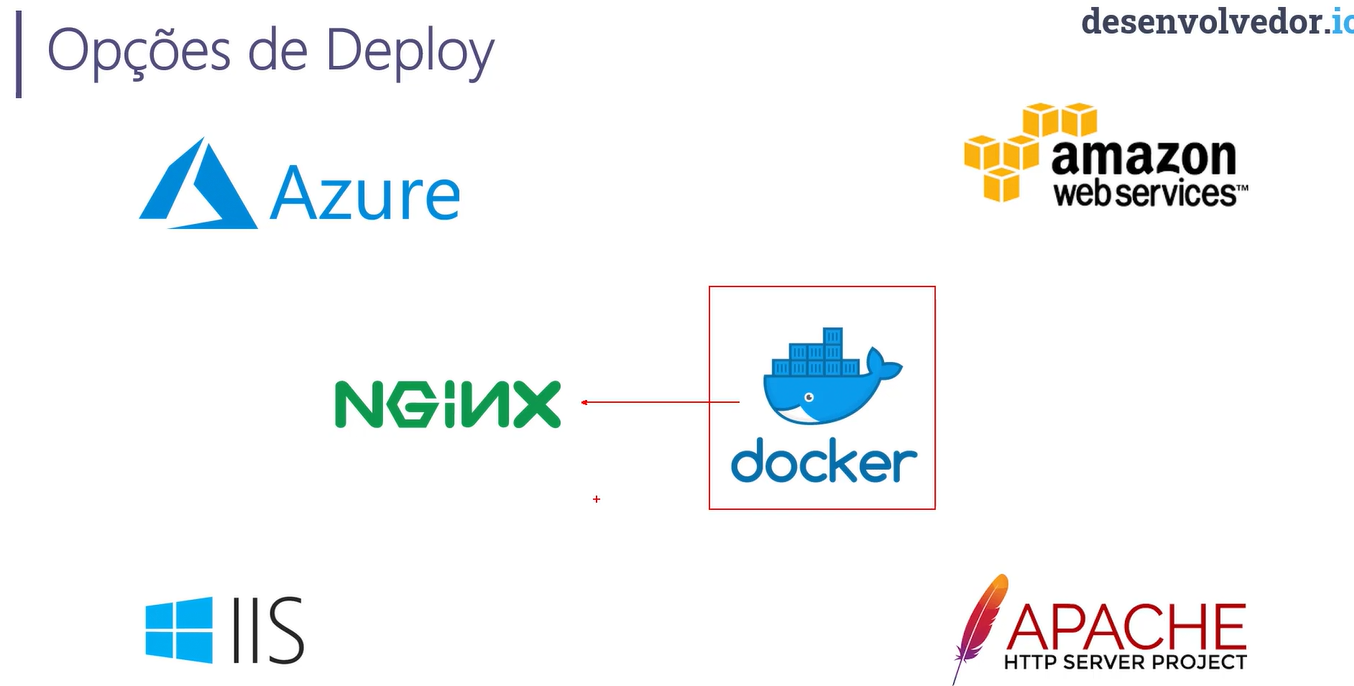 Opções de Deploy
desenvolvedor.io
Azure
amazon
web services™
NGINX
docker
IIS
APACHE
HTTP SERVER PROJECT